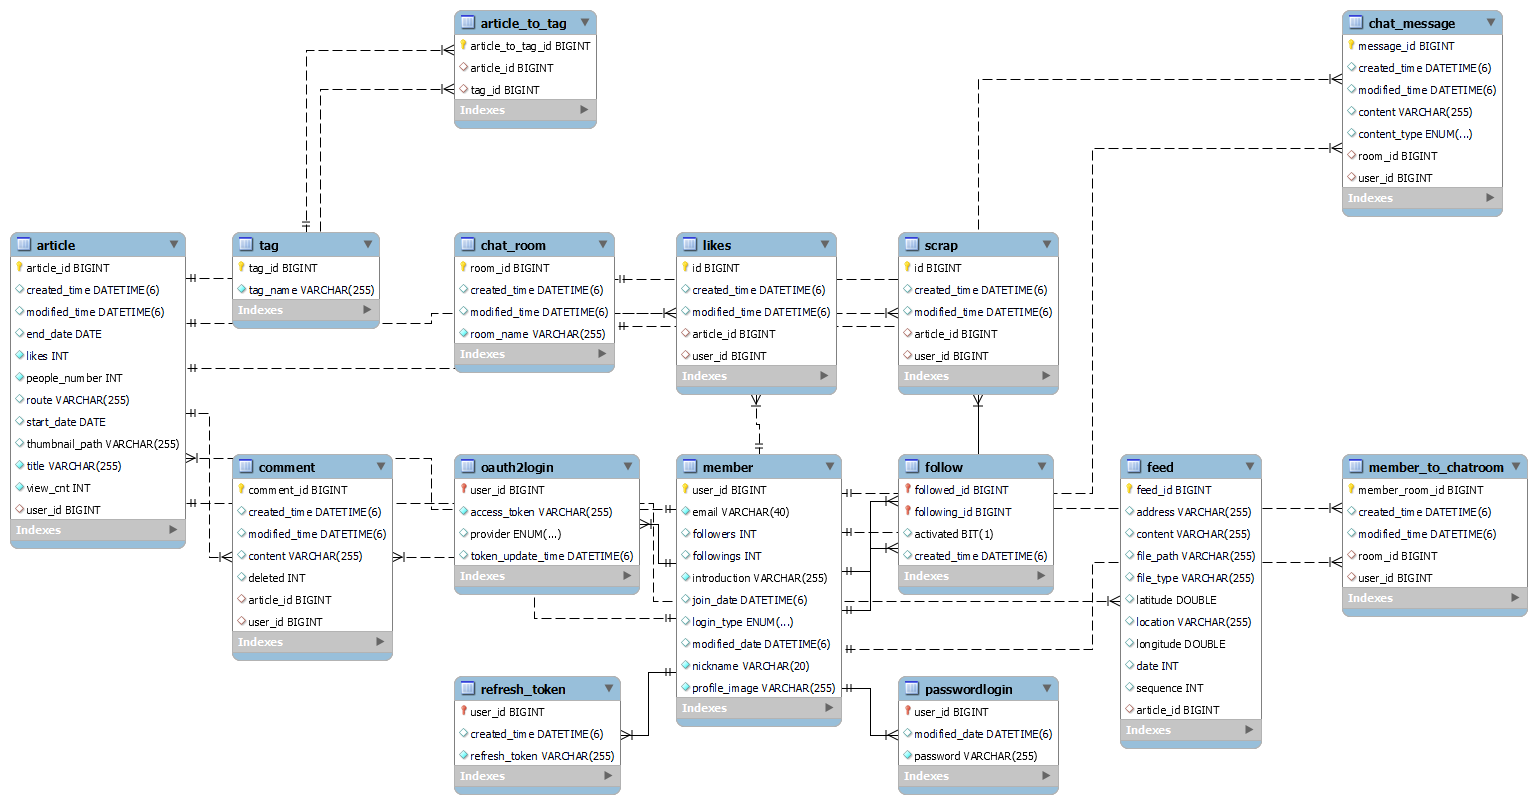 article_to_tag
article_to_tag_id BIGINT
article_id BIGINT
tag_id BIGINT
Indexes
chat_message
message_id BIGINT
created_time DATETIME(6)
modified_time DATETIME(6)
content VARCHAR(255)
content_type ENUM(...)
room_id BIGINT
user_id BIGINT
Indexes
article
article_id BIGINT
created_time DATETIME(6)
modified_time DATETIME(6)
end_date DATE
likes INT
people_number INT
route VARCHAR(255)
start_date DATE
thumbnail_path VARCHAR(255)
title VARCHAR(255)
view_cnt INT
user_id BIGINT
Indexes
tag
tag_id BIGINT
tag_name VARCHAR(255)
Indexes
chat_room
room_id BIGINT
created_time DATETIME(6)
modified_time DATETIME(6)
room_name VARCHAR(255)
Indexes
likes
id BIGINT
created_time DATETIME(6)
modified_time DATETIME(6)
article_id BIGINT
user_id BIGINT
Indexes
scrap
id BIGINT
created_time DATETIME(6)
modified_time DATETIME(6)
article_id BIGINT
user_id BIGINT
Indexes
comment
comment_id BIGINT
created_time DATETIME(6)
modified_time DATETIME(6)
content VARCHAR(255)
deleted INT
article_id BIGINT
user_id BIGINT
Indexes
oauth2login
user_id BIGINT
access_token VARCHAR(255)
provider ENUM(...)
token_update_time DATETIME(6)
Indexes
member
user_id BIGINT
email VARCHAR(40)
followers INT
followings INT
introduction VARCHAR(255)
join_date DATETIME(6)
login_type ENUM(...)
modified_date DATETIME(6)
nickname VARCHAR(20)
profile_image VARCHAR(255)
Indexes
follow
followed_id BIGINT
following_id BIGINT
activated BIT(1)
created_time DATETIME(6)
Indexes
feed
feed_id BIGINT
address VARCHAR(255)
content VARCHAR(255)
file_path VARCHAR(255)
file_type VARCHAR(255)
latitude DOUBLE
location VARCHAR(255)
longitude DOUBLE
date INT
sequence INT
article_id BIGINT
Indexes
member_to_chatroom
member_room_id BIGINT
created_time DATETIME(6)
modified_time DATETIME(6)
room_id BIGINT
user_id BIGINT
Indexes
refresh_token
user_id BIGINT
created_time DATETIME(6)
refresh_token VARCHAR(255)
Indexes
passwordlogin
user_id BIGINT
modified_date DATETIME(6)
password VARCHAR(255)
Indexes